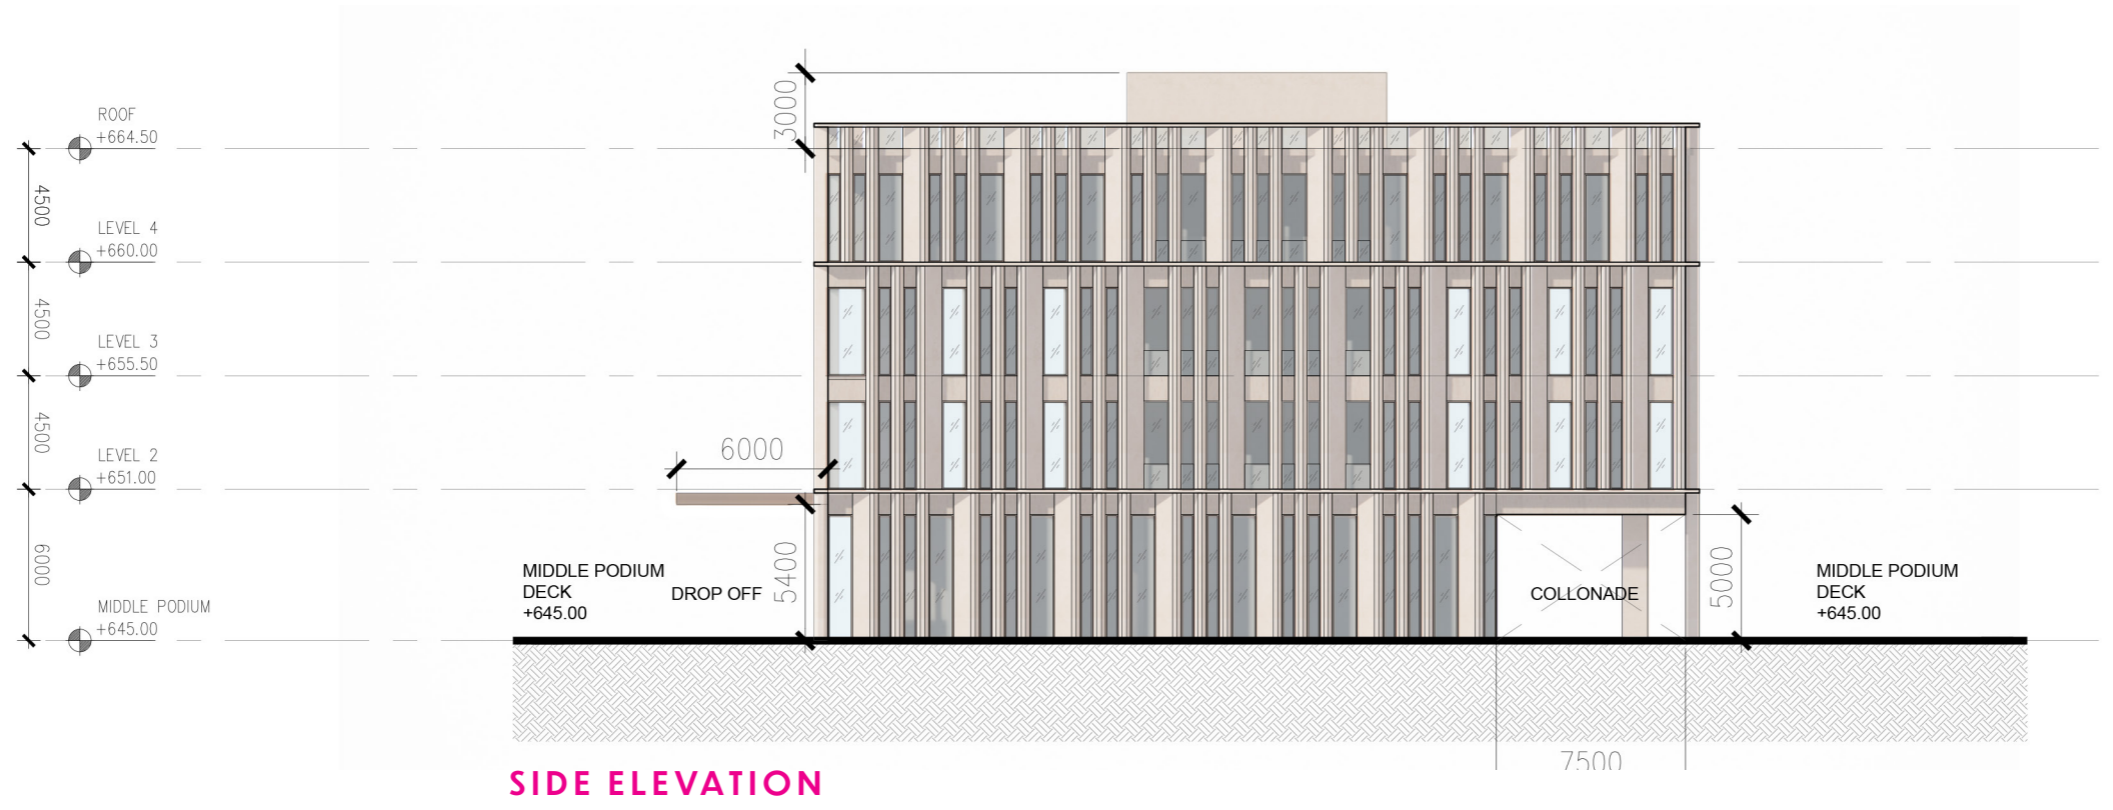 3000
ROOF
+664.50
4500
LEVEL 4
+660.00
4500
LEVEL 3
+655.50
4500
LEVEL 2
+651.00
6000
6000
MIDDLE PODIUM
+645.00
MIDDLE PODIUM
DECK
+645.00
DROP OFF
5400
COLLONADE
5000
MIDDLE PODIUM
DECK
+645.00
7500
SIDE ELEVATION